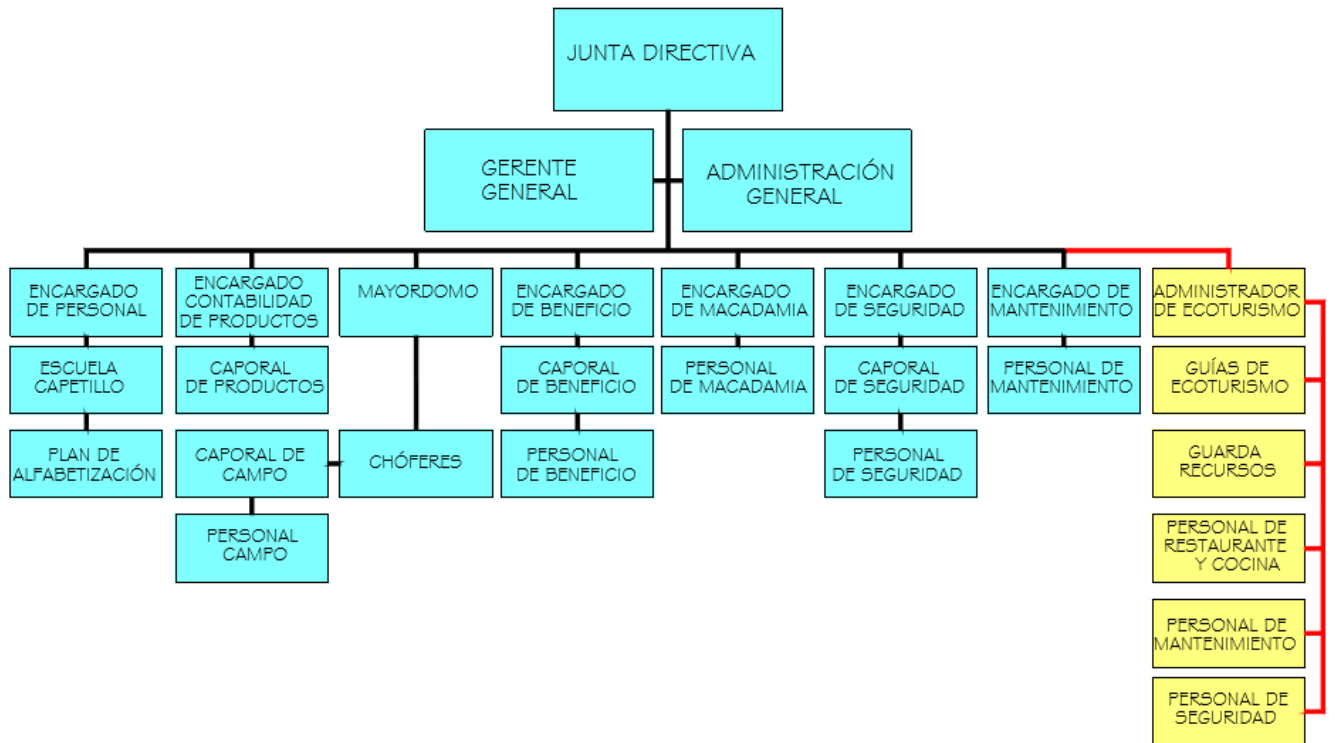 JUNTA DIRECTIVA
GERENTE
GENERAL
ADMINISTRACIÓN
GENERAL
ENCARGADO
DE PERSONAL
ENCARGADO
CONTABILIDAD
DE PRODUCTOS
MAYORDOMO
ENCARGADO
DE BENEFICIO
ENCARGADO
DE MACADAMIA
ENCARGADO
DE SEGURIDAD
ENCARGADO DE
MANTENIMIENTO
ADMINISTRADOR
DE ECOTURISMO
ESCUELA
CAPETILLO
CAPORAL
DE PRODUCTOS
CAPORAL
DE BENEFICIO
PERSONAL
DE MACADAMIA
CAPORAL
DE SEGURIDAD
PERSONAL DE
MANTENIMIENTO
GUÍAS DE
ECOTURISMO
PLAN DE
ALFABETIZACIÓN
CAPORAL DE
CAMPO
CHÓFERES
PERSONAL
DE BENEFICIO
PERSONAL
DE SEGURIDAD
GUARDA
RECURSOS
PERSONAL
CAMPO
PERSONAL DE
RESTAURANTE
Y COCINA
PERSONAL DE
MANTENIMIENTO
PERSONAL DE
SEGURIDAD